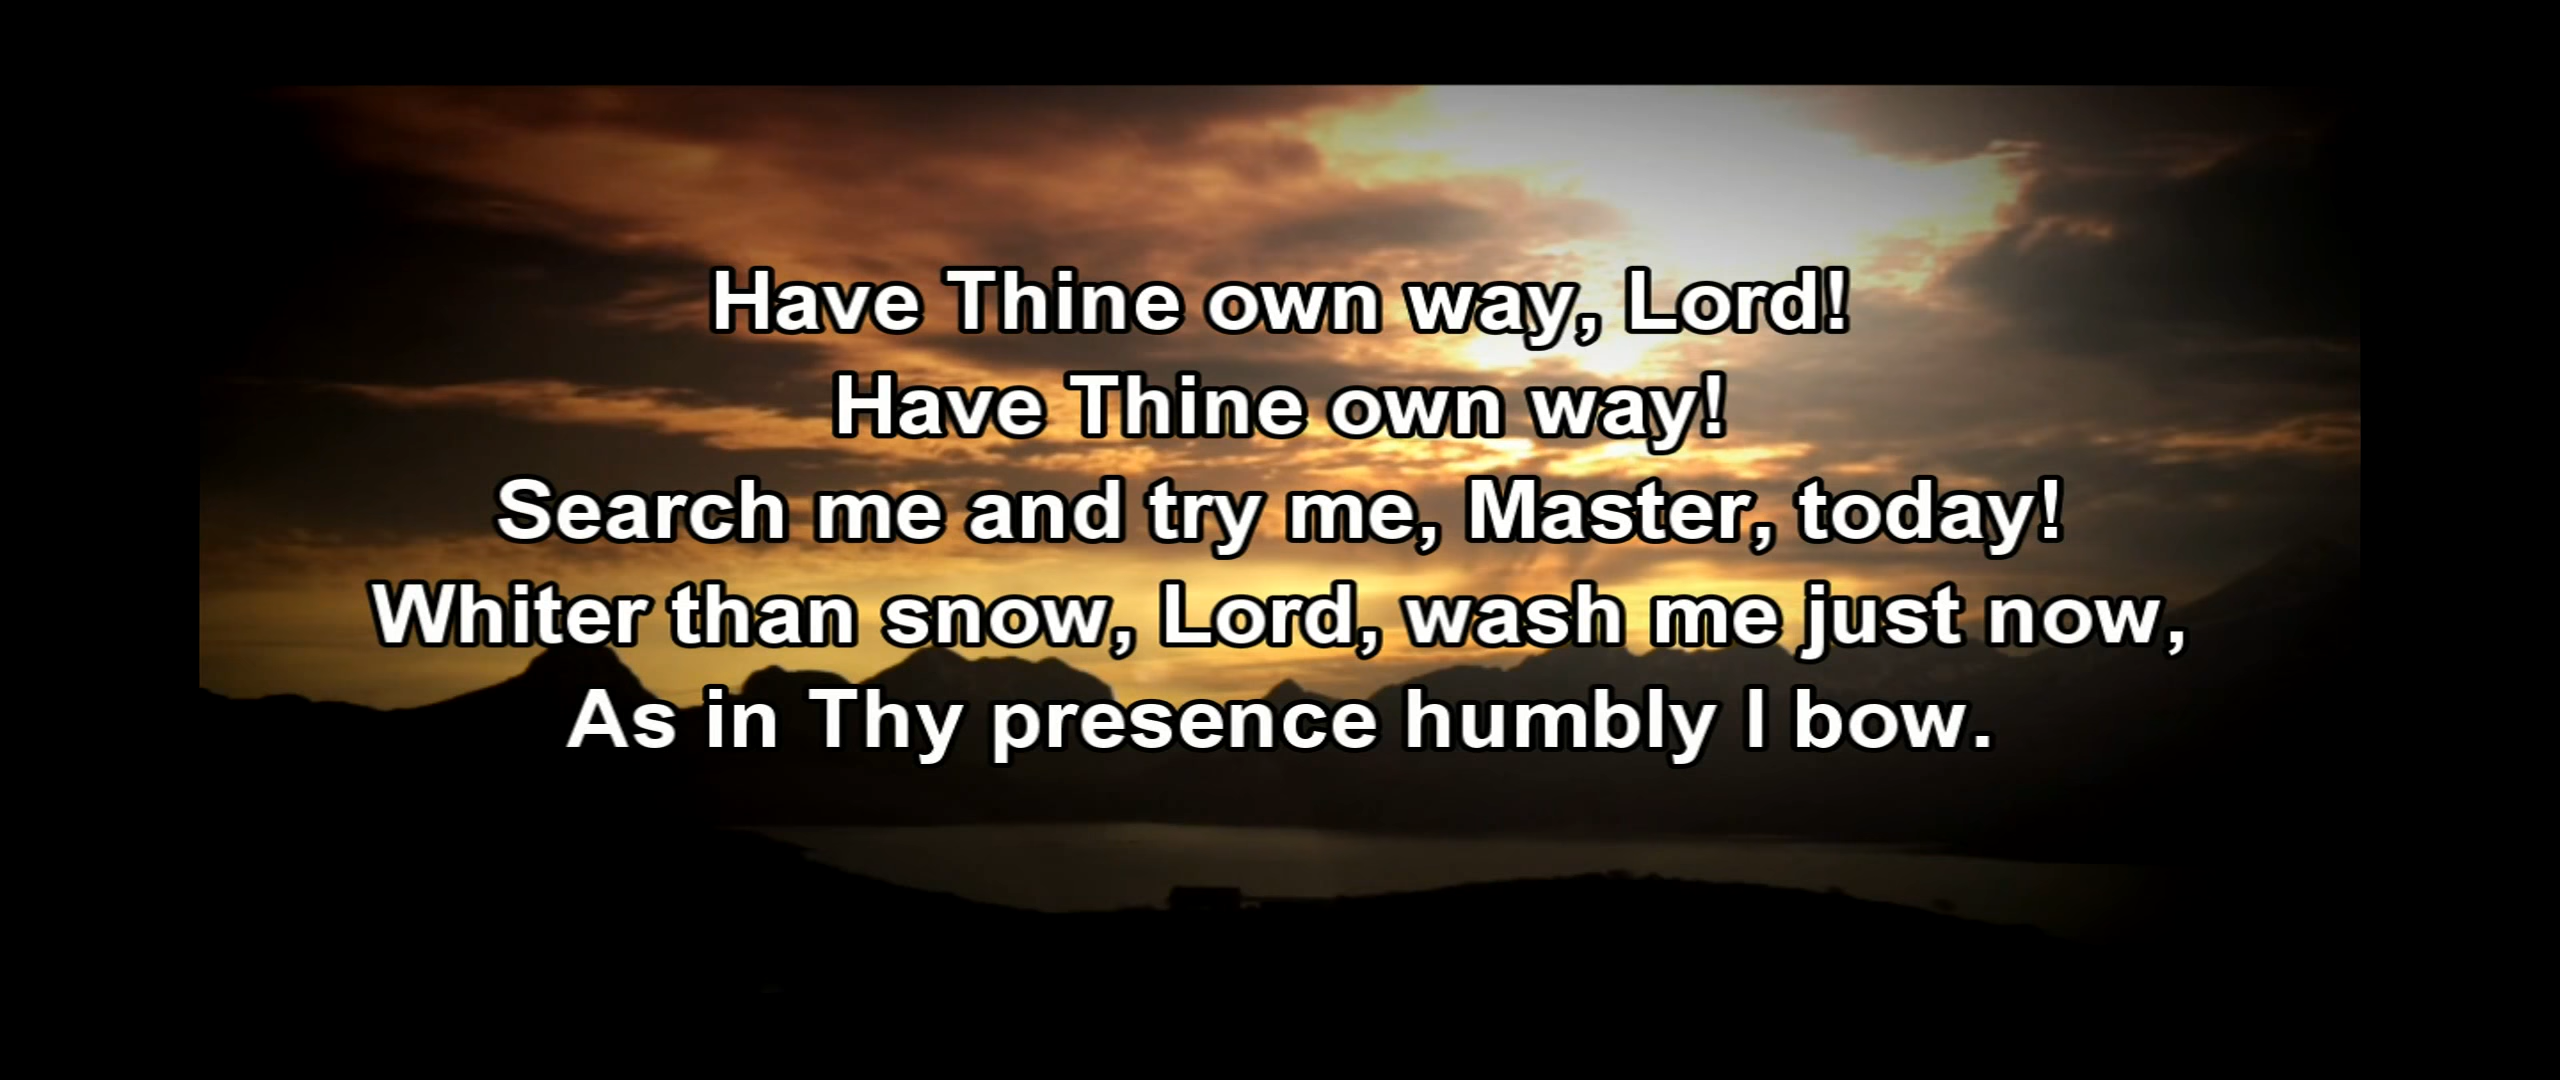 Have Thine own way, Lord!
Have Thine own way!
Search me and try me, Master, today!
Whiter than snow, Lord, wash me just now,
As in Thy presence humbly I bow.